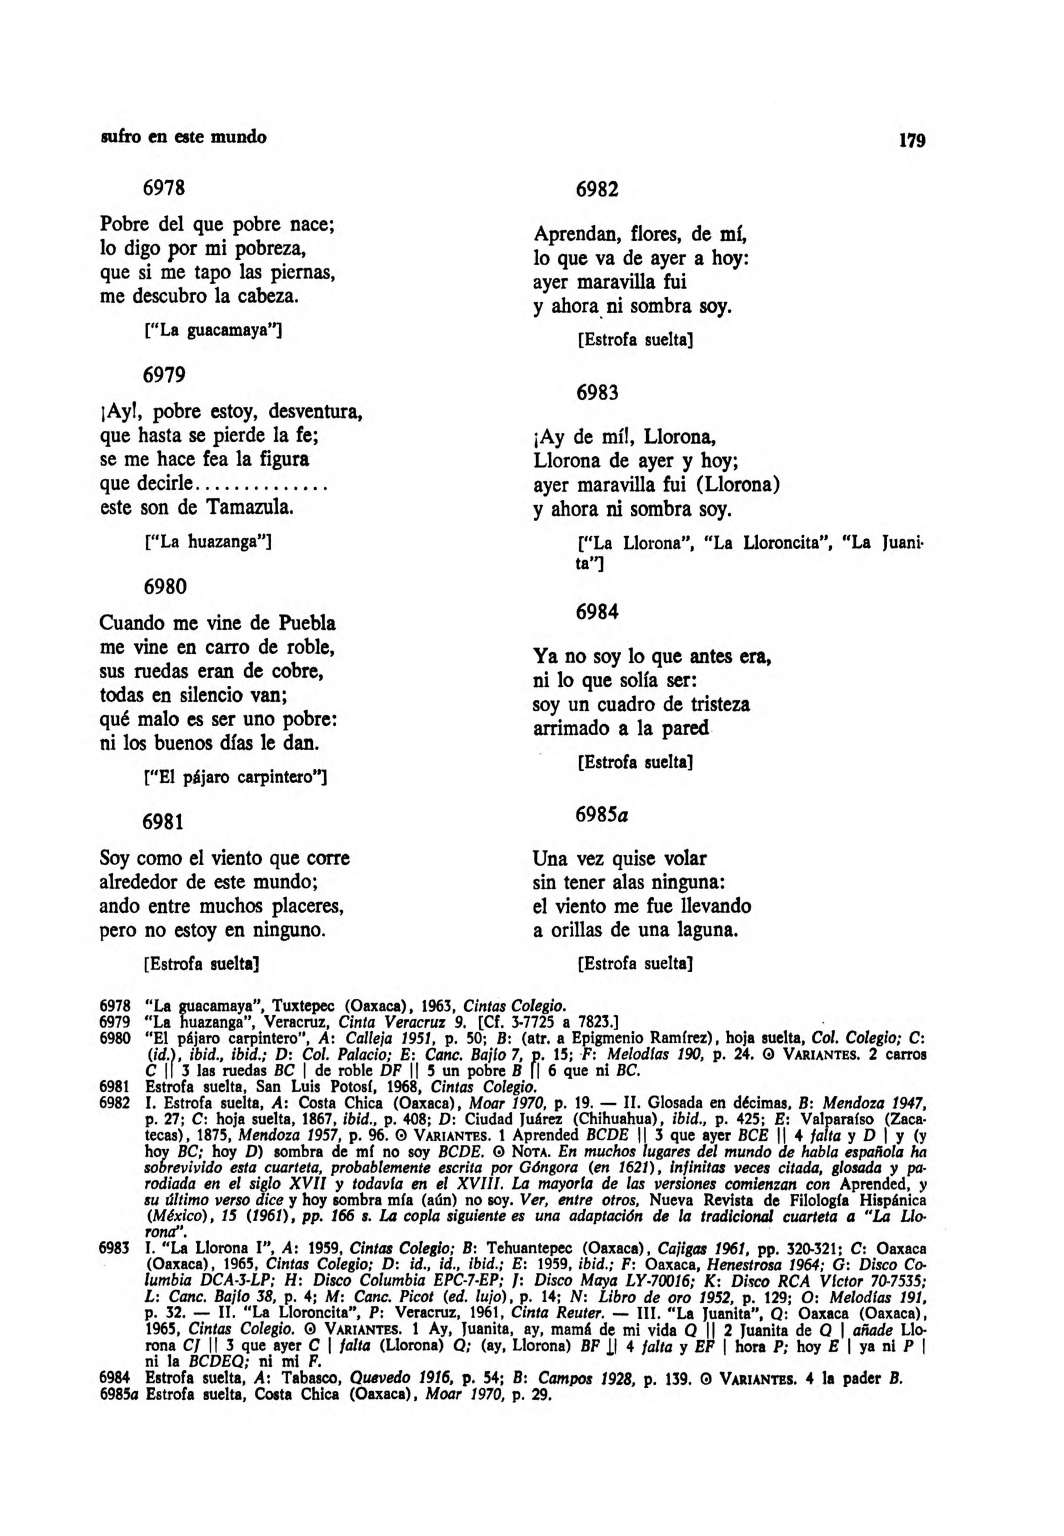 sufro en este mundo
179
6978
Pobre del que pobre nace;
lo digo por mi pobreza,
que si me tapo las piernas,
me descubro la cabeza.
["La guacamaya"]
6979
¡Ay!, pobre estoy, desventura,
que hasta se pierde la fe;
se me hace fea la figura
que decirle..............
este son de Tamazula.
["La huazanga"]
6980
Cuando me vine de Puebla
me vine en carro de roble,
sus ruedas eran de cobre,
todas en silencio van;
qué malo es ser uno pobre:
ni los buenos días le dan.
["El pájaro carpintero"]
6981
Soy como el viento que corre
alrededor de este mundo;
ando entre muchos placeres,
pero no estoy en ninguno.
[Estrofa suelta]
6982
Aprendan, flores, de mí,
lo que va de ayer a hoy:
ayer maravilla fui
y ahora ni sombra soy.
[Estrofa suelta]
6983
¡Ay de mí!, Llorona,
Llorona de ayer y hoy;
ayer maravilla fui (Llorona)
y ahora ni sombra soy.
["La Llorona", "La Lloroncita", "La Juani-
ta"]
6984
Ya no soy lo que antes era,
ni lo que solía ser:
soy un cuadro de tristeza
arrimado a la pared
[Estrofa suelta]
6985a
Una vez quise volar
sin tener alas ninguna:
el viento me fue llevando
a orillas de una laguna.
[Estrofa suelta]
6978 "La guacamaya", Tuxtepec (Oaxaca), 1963, Cintas Colegio.
6979 "La huazanga", Veracruz, Cinta Veracruz 9. [Cf. 3-7725 a 7823.]
6980 "El pájaro carpintero", A: Calleja 1951, p. 50; B: (atr. a Epigmenio Ramírez), hoja suelta, Col. Colegio; C:
(id.), ibid., ibid.; D: Col. Palacio; E: Canc. Bajío 7, p. 15; F: Melodías 190, p. 24. ⊙ VARIANTES. 2 carros
C || 3 las ruedas BC | de roble DF || 5 un pobre B || 6 que ni BC.
6981 Estrofa suelta, San Luis Potosí, 1968, Cintas Colegio.
6982 I. Estrofa suelta, A: Costa Chica (Oaxaca), Moar 1970, p. 19. — II. Glosada en décimas, B: Mendoza 1947,
p. 27; C: hoja suelta, 1867, ibid., p. 408; D: Ciudad Juárez (Chihuahua), ibid., p. 425; E: Valparaíso (Zaca-
tecas), 1875, Mendoza 1957, p. 96. ⊙ VARIANTES. 1 Aprended BCDE || 3 que ayer BCE || 4 falta y D | y (y
hoy BC; hoy D) sombra de mí no soy BCDE. ⊙ NOTA. En muchos lugares del mundo de habla española ha
sobrevivido esta cuarteta, probablemente escrita por Góngora (en 1621), infinitas veces citada, glosada y pa-
rodiada en el siglo XVII y todavía en el XVIII. La mayoría de las versiones comienzan con Aprended, y
su último verso dice y hoy sombra mía (aún) no soy. Ver, entre otros, Nueva Revista de Filología Hispánica
(México), 15 (1961), pp. 166 s. La copla siguiente es una adaptación de la tradicional cuarteta a "La Llo-
rona".
6983 I. "La Llorona I", A: 1959, Cintas Colegio; B: Tehuantepec (Oaxaca), Cajigas 1961, pp. 320-321; C: Oaxaca
(Oaxaca), 1965, Cintas Colegio; D: id., id., ibid.; E: 1959, ibid.; F: Oaxaca, Henestrosa 1964; G: Disco Co-
lumbia DCA-3-LP; H: Disco Columbia EPC-7-EP; J: Disco Maya LY-70016; K: Disco RCA Víctor 70-7535;
L: Canc. Bajío 38, p. 4; M: Canc. Picot (ed. lujo), p. 14; N: Libro de oro 1952, p. 129; O: Melodías 191,
p. 32. — II. "La Lloroncita", P: Veracruz, 1961, Cinta Reuter. — III. "La Juanita", Q: Oaxaca (Oaxaca),
1965, Cintas Colegio. ⊙ VARIANTES. 1 Ay, Juanita, ay, mamá de mi vida Q || 2 Juanita de Q | añade Llo-
rona CJ || 3 que ayer C | falta (Llorona) Q; (ay, Llorona) BF || 4 falta y EF | hora P; hoy E | ya ni P |
ni la BCDEQ; ni mi F.
6984 Estrofa suelta, A: Tabasco, Quevedo 1916, p. 54; B: Campos 1928, p. 139. ⊙ VARIANTES. 4 la pader B.
6985a Estrofa suelta, Costa Chica (Oaxaca), Moar 1970, p. 29.